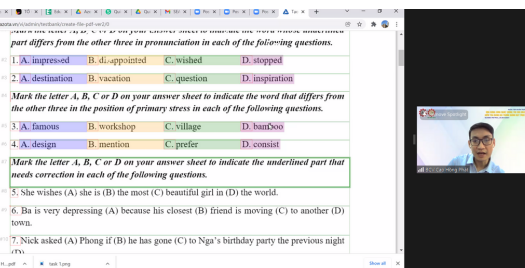 part differs from the other three in pronunciation in each of the following questions.
1. A. impressed B. disappointed C. wished D. stopped
2. A. destination B. vacation C. question D. inspiration
Mark the letter A, B, C or D on your answer sheet to indicate the word that differs from
the other three in the position of primary stress in each of the following questions.
3. A. famous B. workshop C. village D. bamboo
4. A. design B. mention C. prefer D. consist
Mark the letter A, B, C or D on your answer sheet to indicate the underlined part that
needs correction in each of the following questions.
5. She wishes (A) she is (B) the most (C) beautiful girl in (D) the world.
6. Ba is very depressing (A) because his closest (B) friend is moving (C) to another (D)
town.
7. Nick asked (A) Phong if (B) he has gone (C) to Nga's birthday party the previous night
(D)
task 1.png
Show all